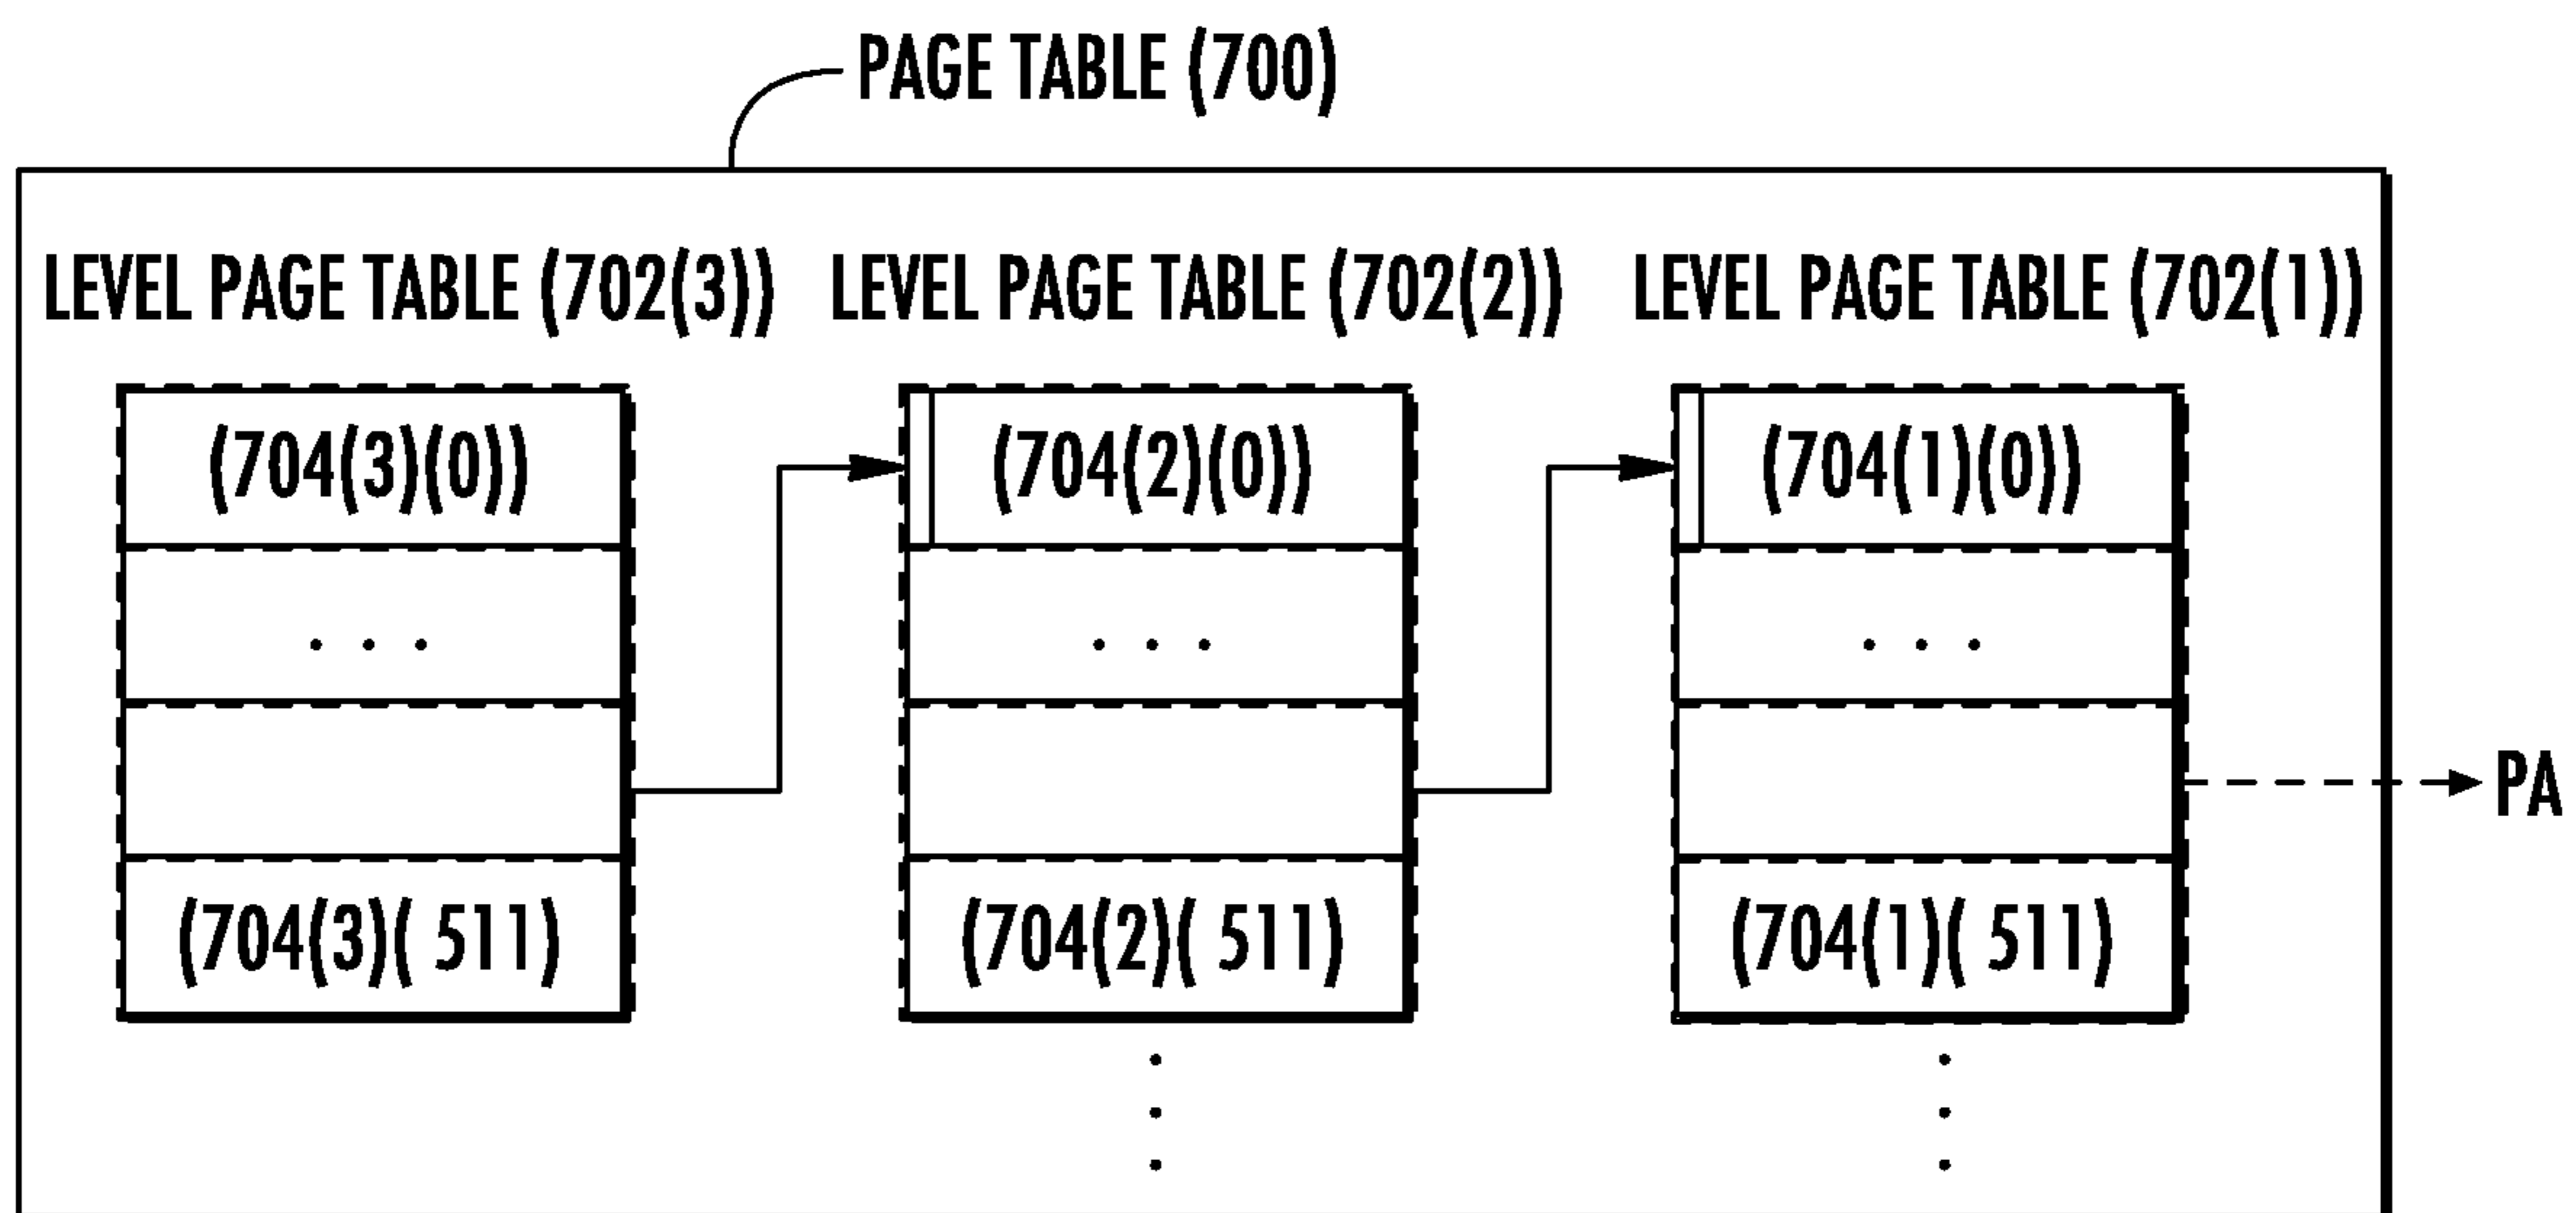 PAGE TABLE (700)
LEVEL PAGE TABLE (702(3)) LEVEL PAGE TABLE (702(2)) LEVEL PAGE TABLE (702(1))
(704(3)(0)) (704(2)(0)) (704(1)(0))
. . . . . . . . .
PA
(704(3)( 511) (704(2)( 511) (704(1)( 511)